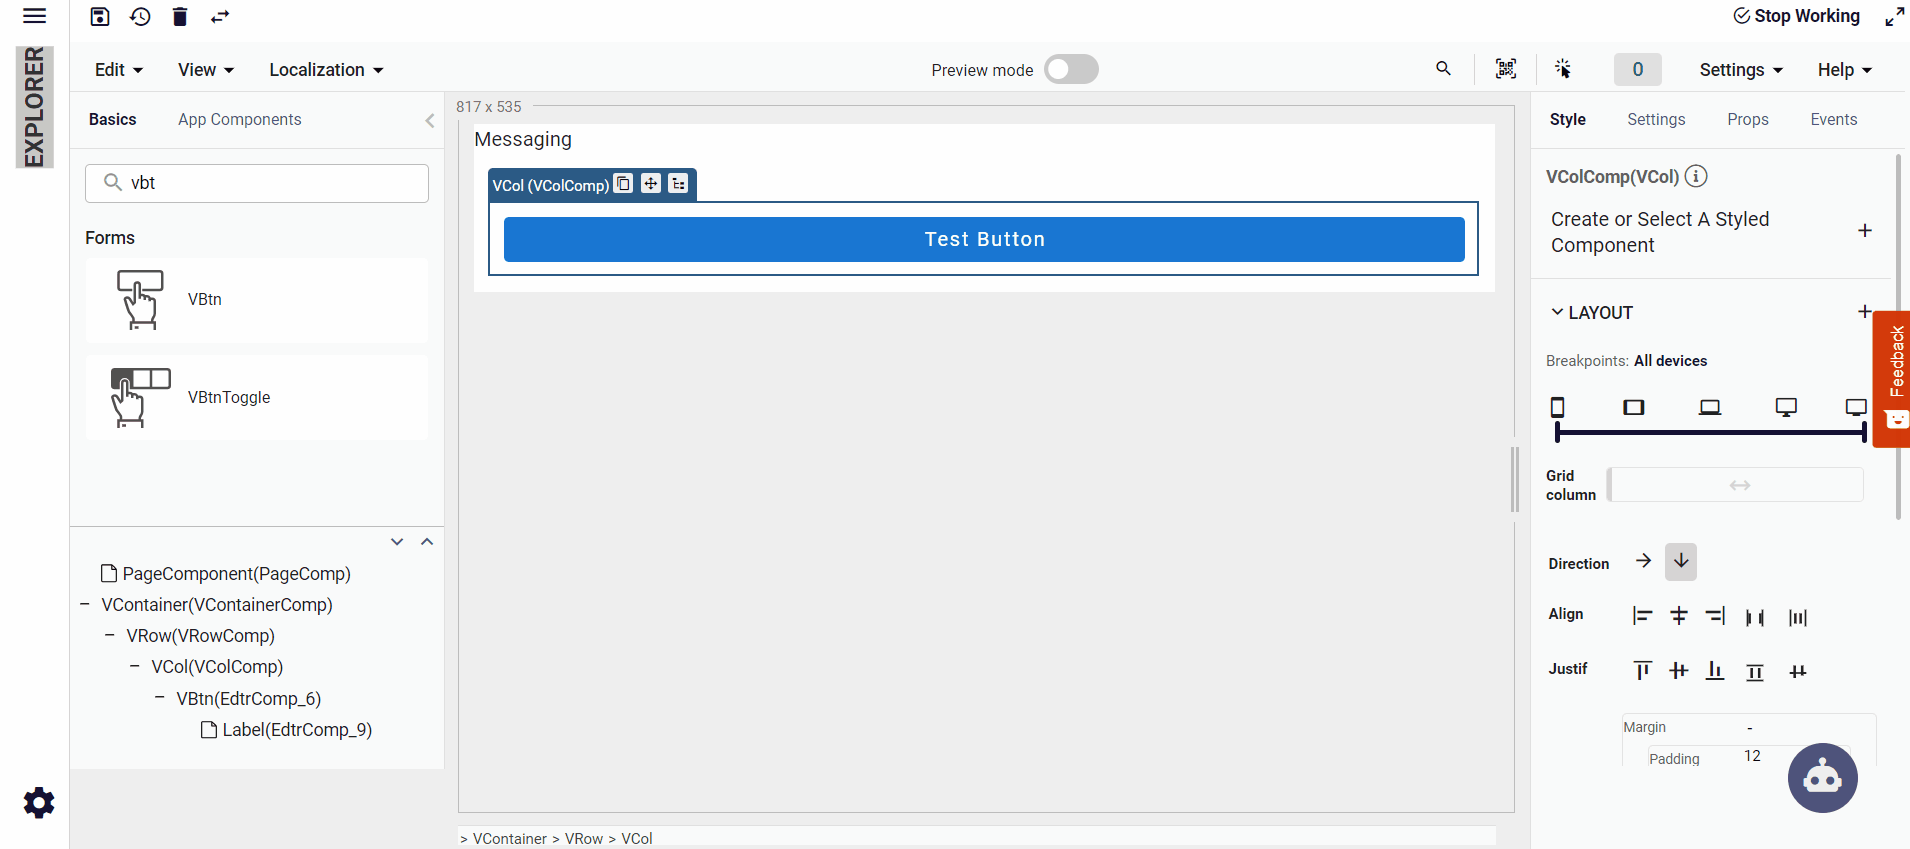 Stop Working
EXPLORER
Edit
View
Localization
Preview mode
0
Settings
Help
Basics
App Components
vbt
Forms
VBtn
VBtnToggle
PageComponent(PageComp)
VContainer(VContainerComp)
VRow(VRowComp)
VCol(VColComp)
VBtn(EdtrComp_6)
Label(EdtrComp_9)
817 x 535
Messaging
VCol (VColComp)
Test Button
> VContainer > VRow > VCol
Style
Settings
Props
Events
VColComp(VCol)
Create or Select A Styled
Component
LAYOUT
Breakpoints: All devices
Grid
column
Direction
Align
Justif
Margin
-
Padding
12
Feedback